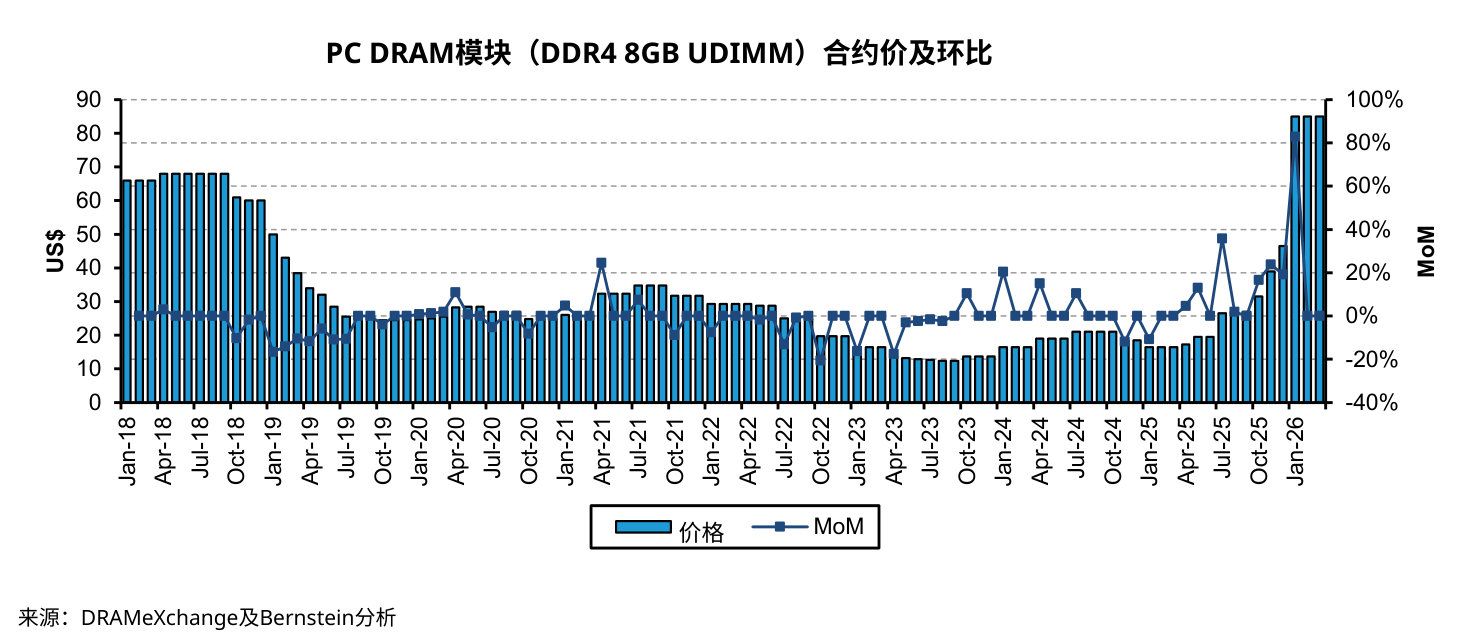 PC DRAM模块（DDR4 8GB UDIMM）合约价及环比
90
80
70
60
50
40
30
20
10
0
US$
100%
80%
60%
40%
20%
0%
-20%
-40%
MoM
Jan-18
Apr-18
Jul-18
Oct-18
Jan-19
Apr-19
Jul-19
Oct-19
Jan-20
Apr-20
Jul-20
Oct-20
Jan-21
Apr-21
Jul-21
Oct-21
Jan-22
Apr-22
Jul-22
Oct-22
Jan-23
Apr-23
Jul-23
Oct-23
Jan-24
Apr-24
Jul-24
Oct-24
Jan-25
Apr-25
Jul-25
Oct-25
Jan-26
价格 MoM
来源：DRAMeXchange及Bernstein分析